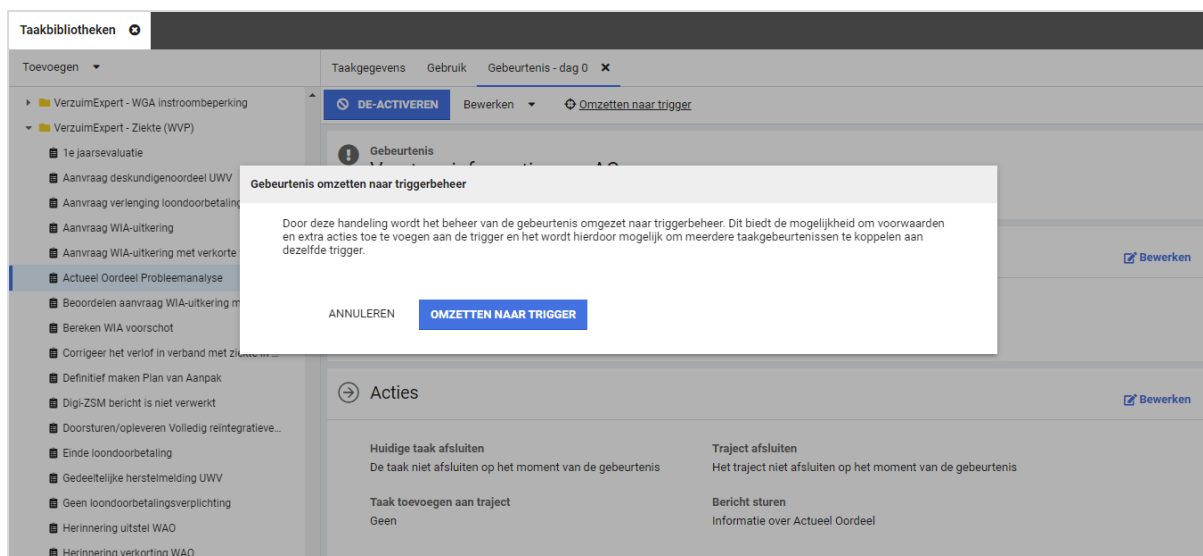 Taakbibliotheken
Toevoegen
Taakgegevens Gebruik Gebeurtenis - dag 0
VerzuimExpert - WGA instroombeperking
VerzuimExpert - Ziekte (WVP)
1e jaarsevaluatie
Aanvraag deskundigenoordeel UWV
Aanvraag verlenging loondoorbetaling
Aanvraag WIA-uitkering
Aanvraag WIA-uitkering met verkorte
Actueel Oordeel Probleemanalyse
Beoordelen aanvraag WIA-uitkering m
Bereken WIA voorschot
Corrigeer het verlof in verband met ziekte in ...
Definitief maken Plan van Aanpak
Digi-ZSM bericht is niet verwerkt
Doorsturen/opleveren Volledig reïntegratieve...
Einde loondoorbetaling
Gedeeltelijke herstelmelding UWV
Geen loondoorbetalingsverplichting
Herinnering uitstel WAO
Herinnering verkorting WAO
DE-ACTIVEREN Bewerken Omzetten naar trigger
Gebeurtenis
Gebeurtenis omzetten naar triggerbeheer
Door deze handeling wordt het beheer van de gebeurtenis omgezet naar triggerbeheer. Dit biedt de mogelijkheid om voorwaarden
en extra acties toe te voegen aan de trigger en het wordt hierdoor mogelijk om meerdere taakgebeurtenissen te koppelen aan
dezelfde trigger.
ANNULEREN OMZETTEN NAAR TRIGGER
Bewerken
Acties
Bewerken
Huidige taak afsluiten
De taak niet afsluiten op het moment van de gebeurtenis
Traject afsluiten
Het traject niet afsluiten op het moment van de gebeurtenis
Taak toevoegen aan traject
Geen
Bericht sturen
Informatie over Actueel Oordeel